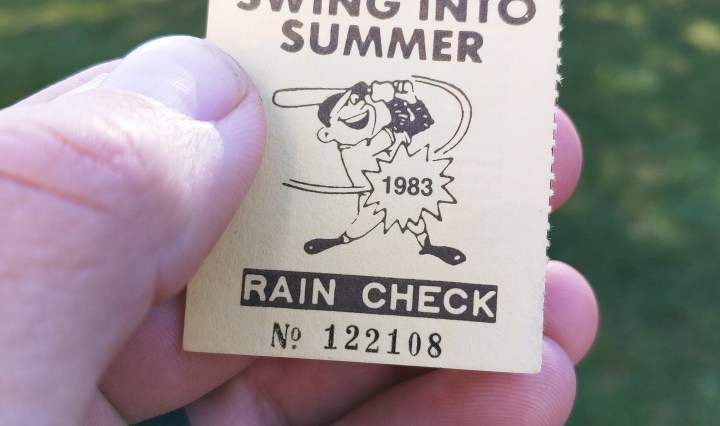 SWING INTO
SUMMER
1983
RAIN CHECK
Nº 122108